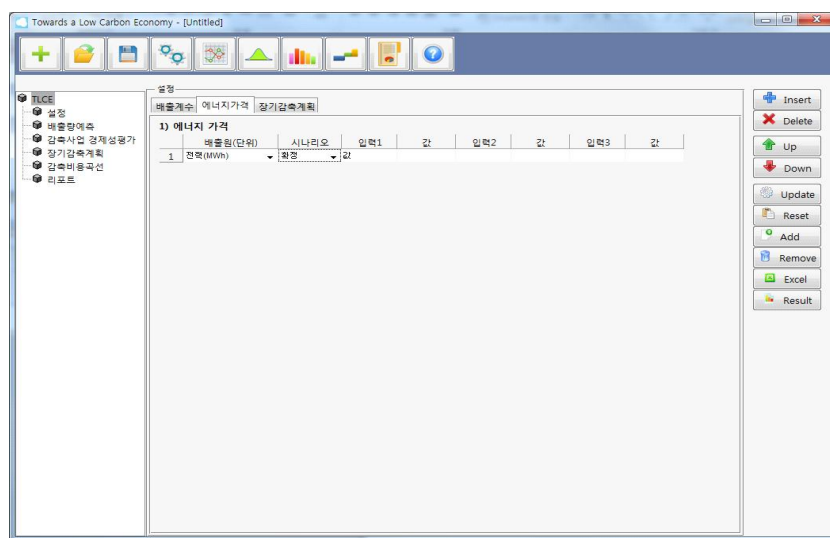 Towards a Low Carbon Economy - [Untitled]
TLCE
설정
배출량예측
감축사업 경제성평가
장기감축계획
감축비용곡선
리포트
설정
배출계수 에너지가격 장기감축계획
1) 에너지 가격
배출원(단위) 시나리오 입력1 값 입력2 값 입력3 값
1 전력(MWh) 확정 값
Insert
Delete
Up
Down
Update
Reset
Add
Remove
Excel
Result